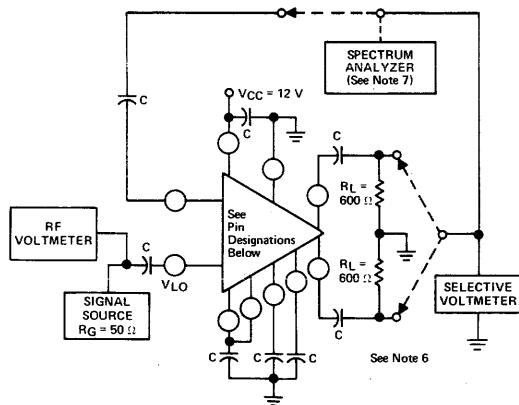 SPECTRUM
ANALYZER
(See Note 7)
C
VCC = 12 V
C
C
RL =
600 Ω
See
Pin
Designations
Below
RF
VOLTMETER
C
VLO
SIGNAL
SOURCE
RG = 50 Ω
RL =
600 Ω
SELECTIVE
VOLTMETER
C
C
C
C
See Note 6